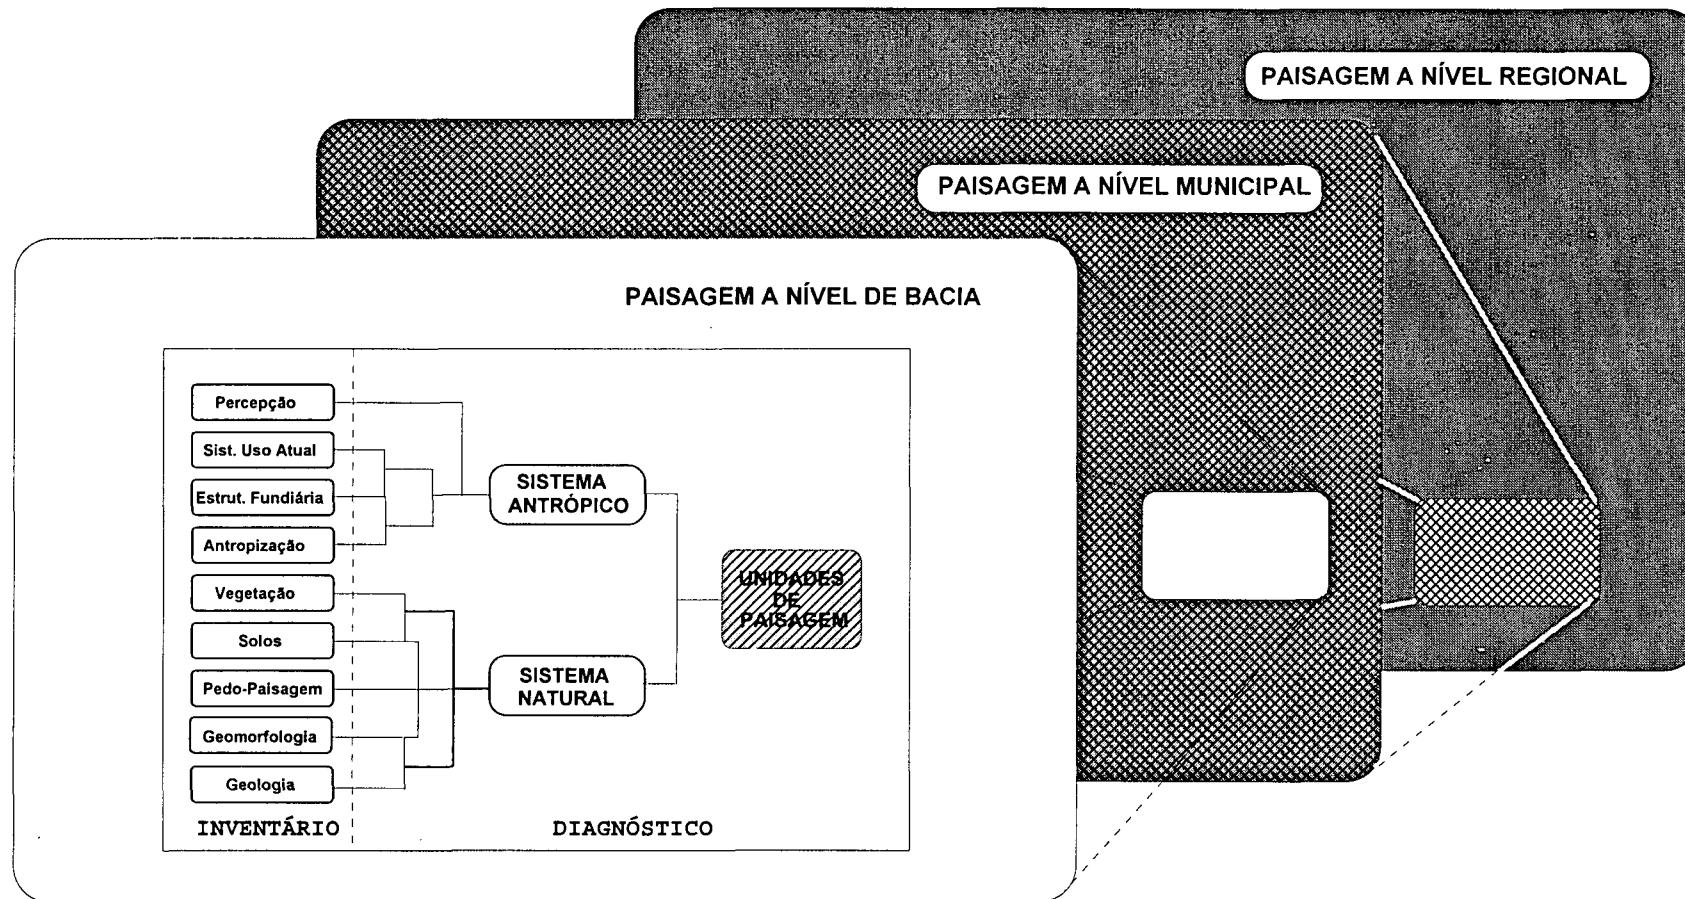 PAISAGEM A NÍVEL REGIONAL
PAISAGEM A NÍVEL MUNICIPAL
PAISAGEM A NÍVEL DE BACIA
Percepção
Sist. Uso Atual
Estrut. Fundiária
Antropização
Vegetação
Solos
Pedo-Paisagem
Geomorfologia
Geologia
SISTEMA
ANTRÓPICO
SISTEMA
NATURAL
UNIDADES
DE
PAISAGEM
INVENTÁRIO
DIAGNÓSTICO